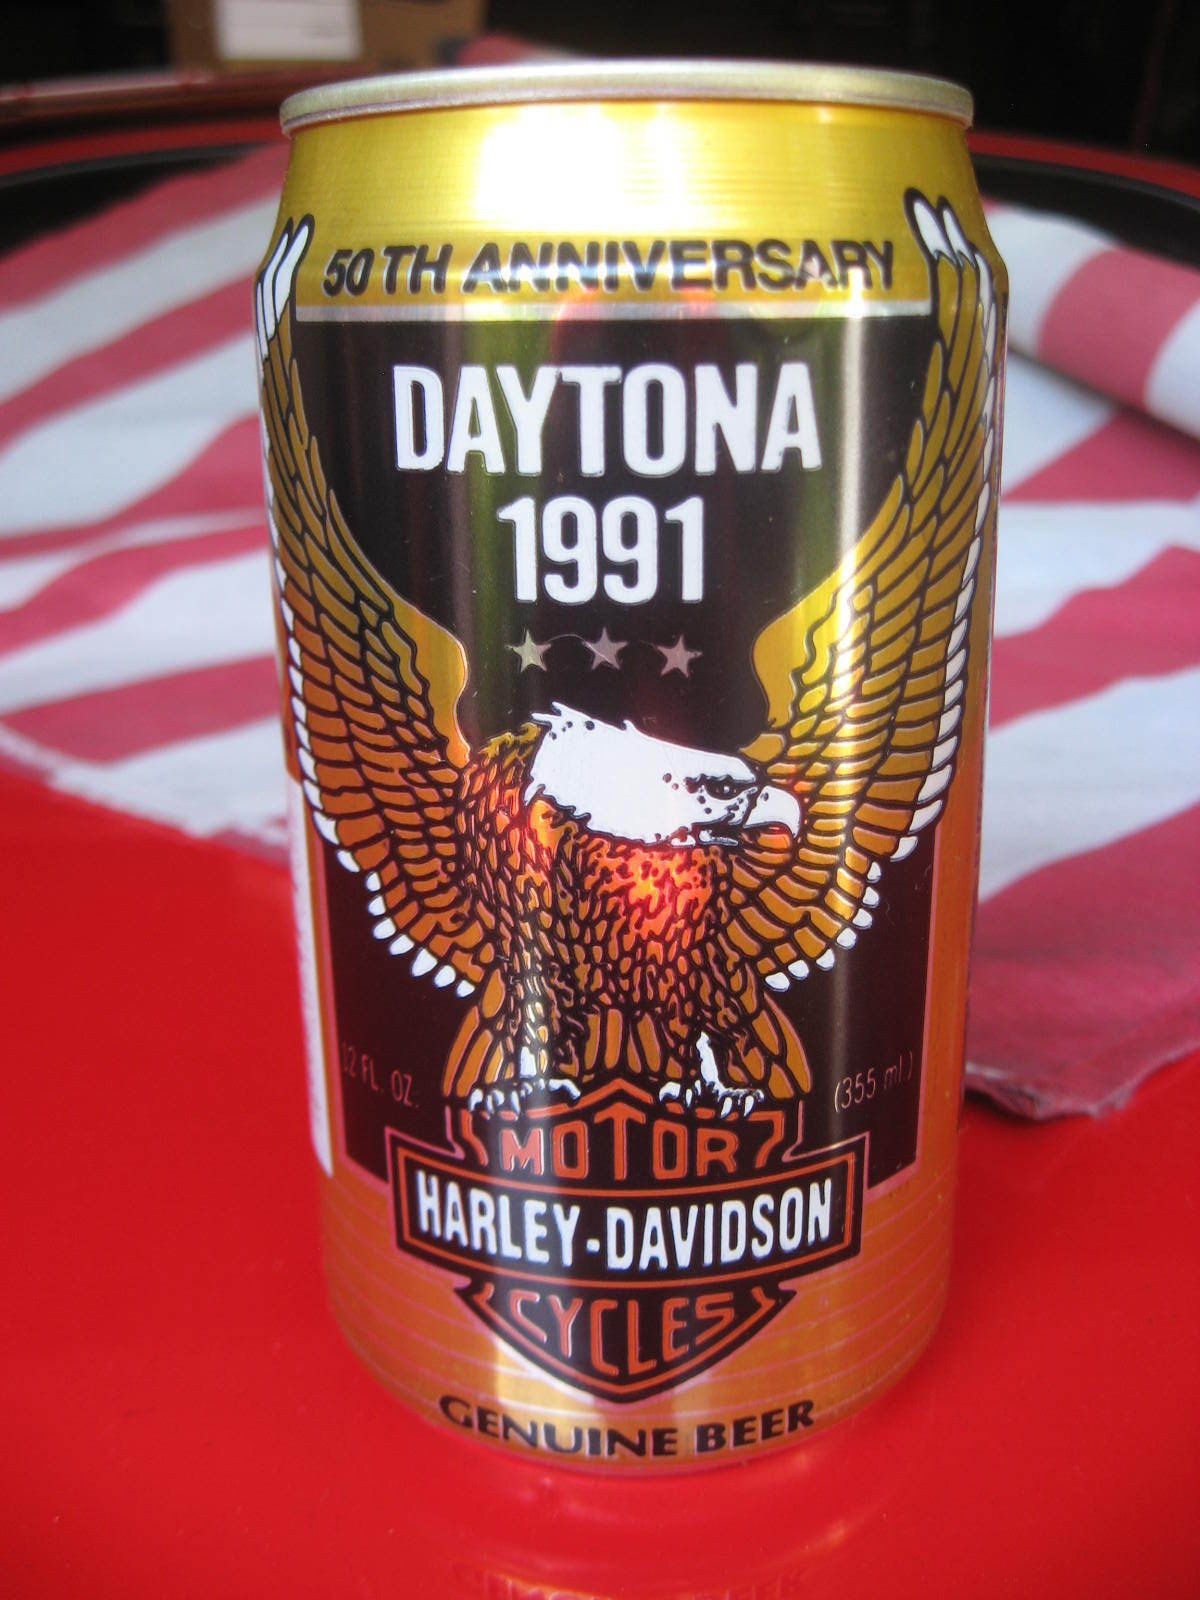 50TH ANNIVERSARY
DAYTONA
1991
12 FL. OZ. (355 ml)
MOTOR
HARLEY-DAVIDSON
CYCLES
GENUINE BEER